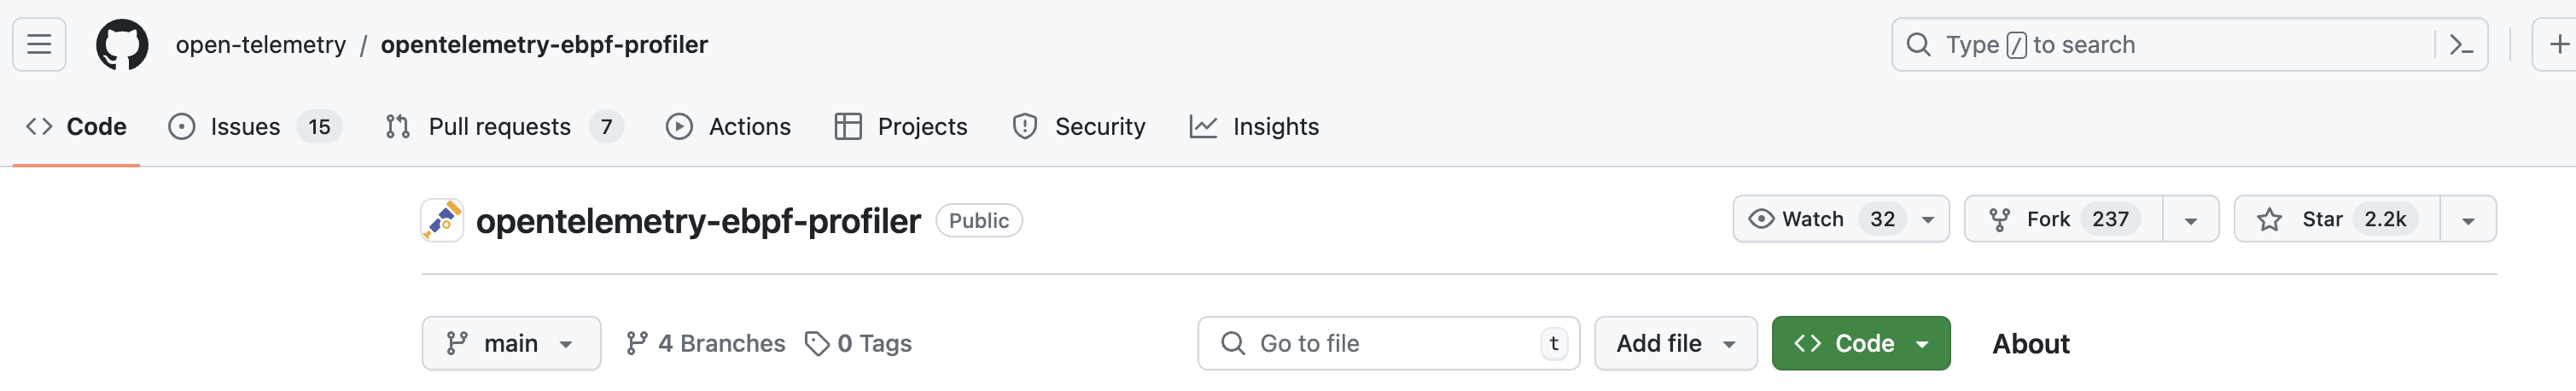 open-telemetry / opentelemetry-ebpf-profiler
Type / to search
Code Issues 15 Pull requests 7 Actions Projects Security Insights
opentelemetry-ebpf-profiler Public Watch 32 Fork 237 Star 2.2k
main 4 Branches 0 Tags Go to file t Add file Code About